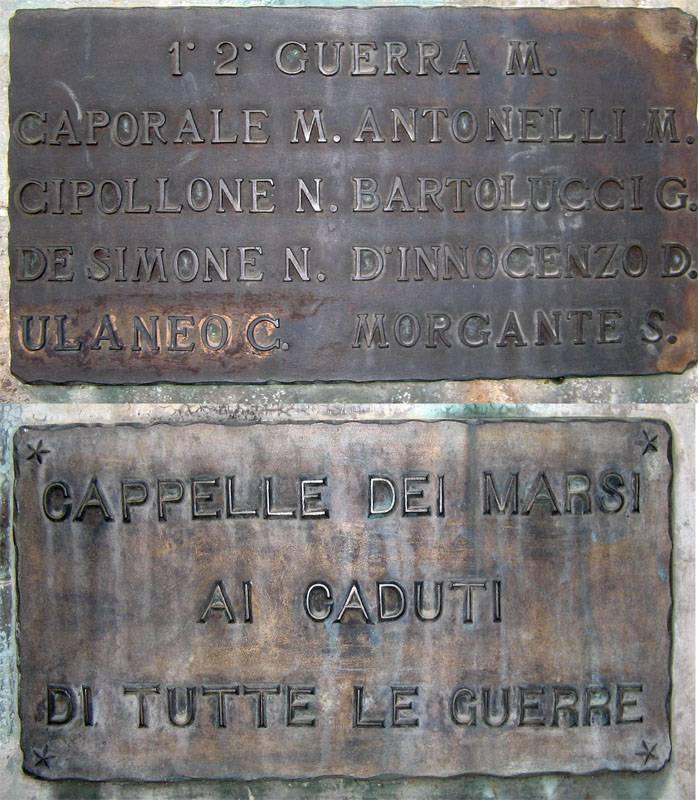 1° 2° GUERRA M.
CAPORALE M. ANTONELLI M.
CIPOLLONE N. BARTOLUCCI G.
DE SIMONE N. D'INNOCENZO D.
ULANEO C. MORGANTE S.
CAPPELLE DEI MARSI
AI CADUTI
DI TUTTE LE GUERRE